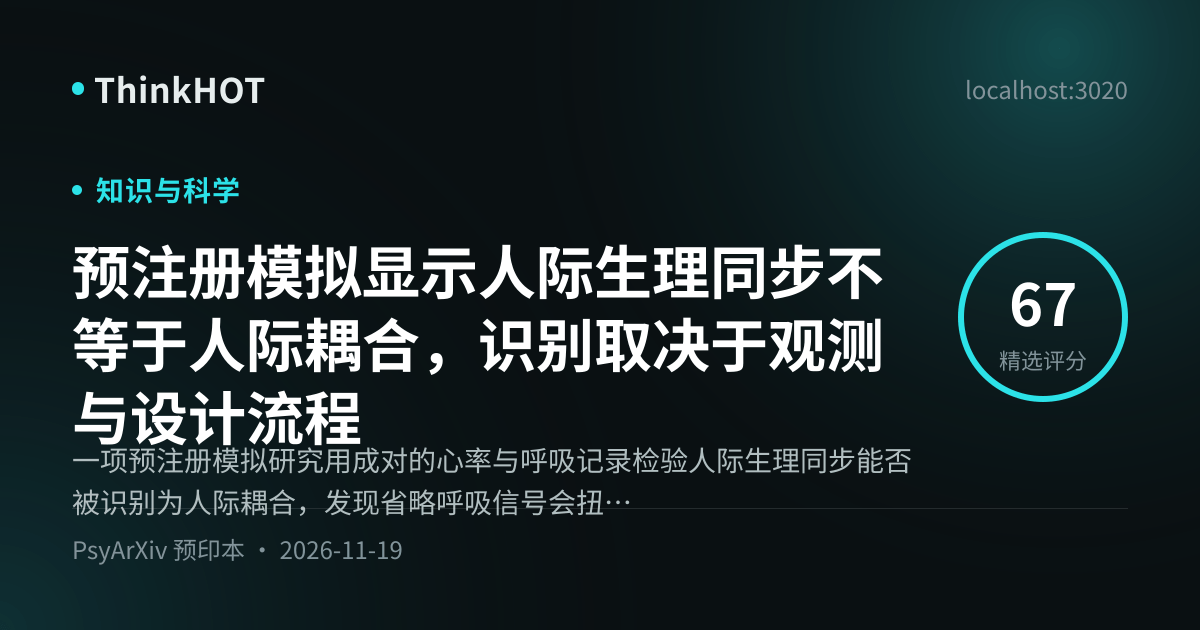 ThinkHOT
localhost:3020
知识与科学
预注册模拟显示人际生理同步不
等于人际耦合，识别取决于观测
与设计流程
67
精选评分
一项预注册模拟研究用成对的心率与呼吸记录检验人际生理同步能否
被识别为人际耦合，发现省略呼吸信号会扭…
PsyArXiv 预印本 · 2026-11-19